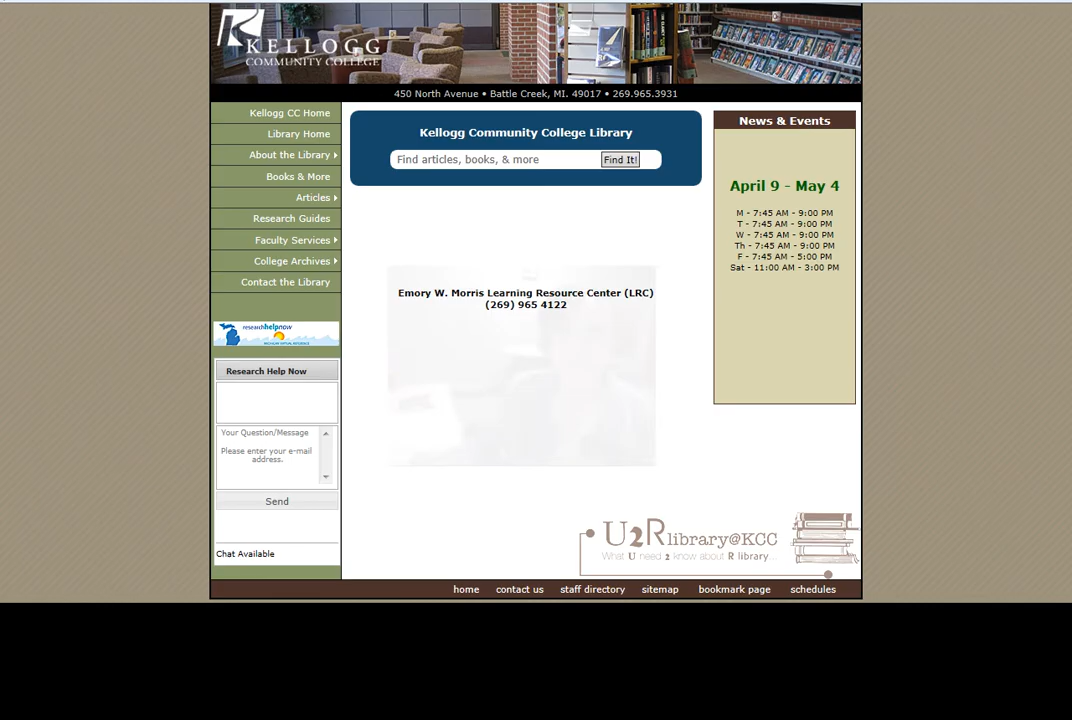 KELLOGG
COMMUNITY COLLEGE
450 North Avenue • Battle Creek, MI. 49017 • 269.965.3931
Kellogg CC Home
Library Home
About the Library
Books & More
Articles
Research Guides
Faculty Services
College Archives
Contact the Library
researchhelpnow
Research Help Now
Your Question/Message
Please enter your e-mail
address.
Send
Chat Available
Kellogg Community College Library
Find articles, books, & more
Find It!
Emory W. Morris Learning Resource Center (LRC)
(269) 965 4122
News & Events
April 9 - May 4
M - 7:45 AM - 9:00 PM
T - 7:45 AM - 9:00 PM
W - 7:45 AM - 9:00 PM
Th - 7:45 AM - 9:00 PM
F - 7:45 AM - 5:00 PM
Sat - 11:00 AM - 3:00 PM
U2Rlibrary@KCC
What U need 2 know about R library...
home contact us staff directory sitemap bookmark page schedules